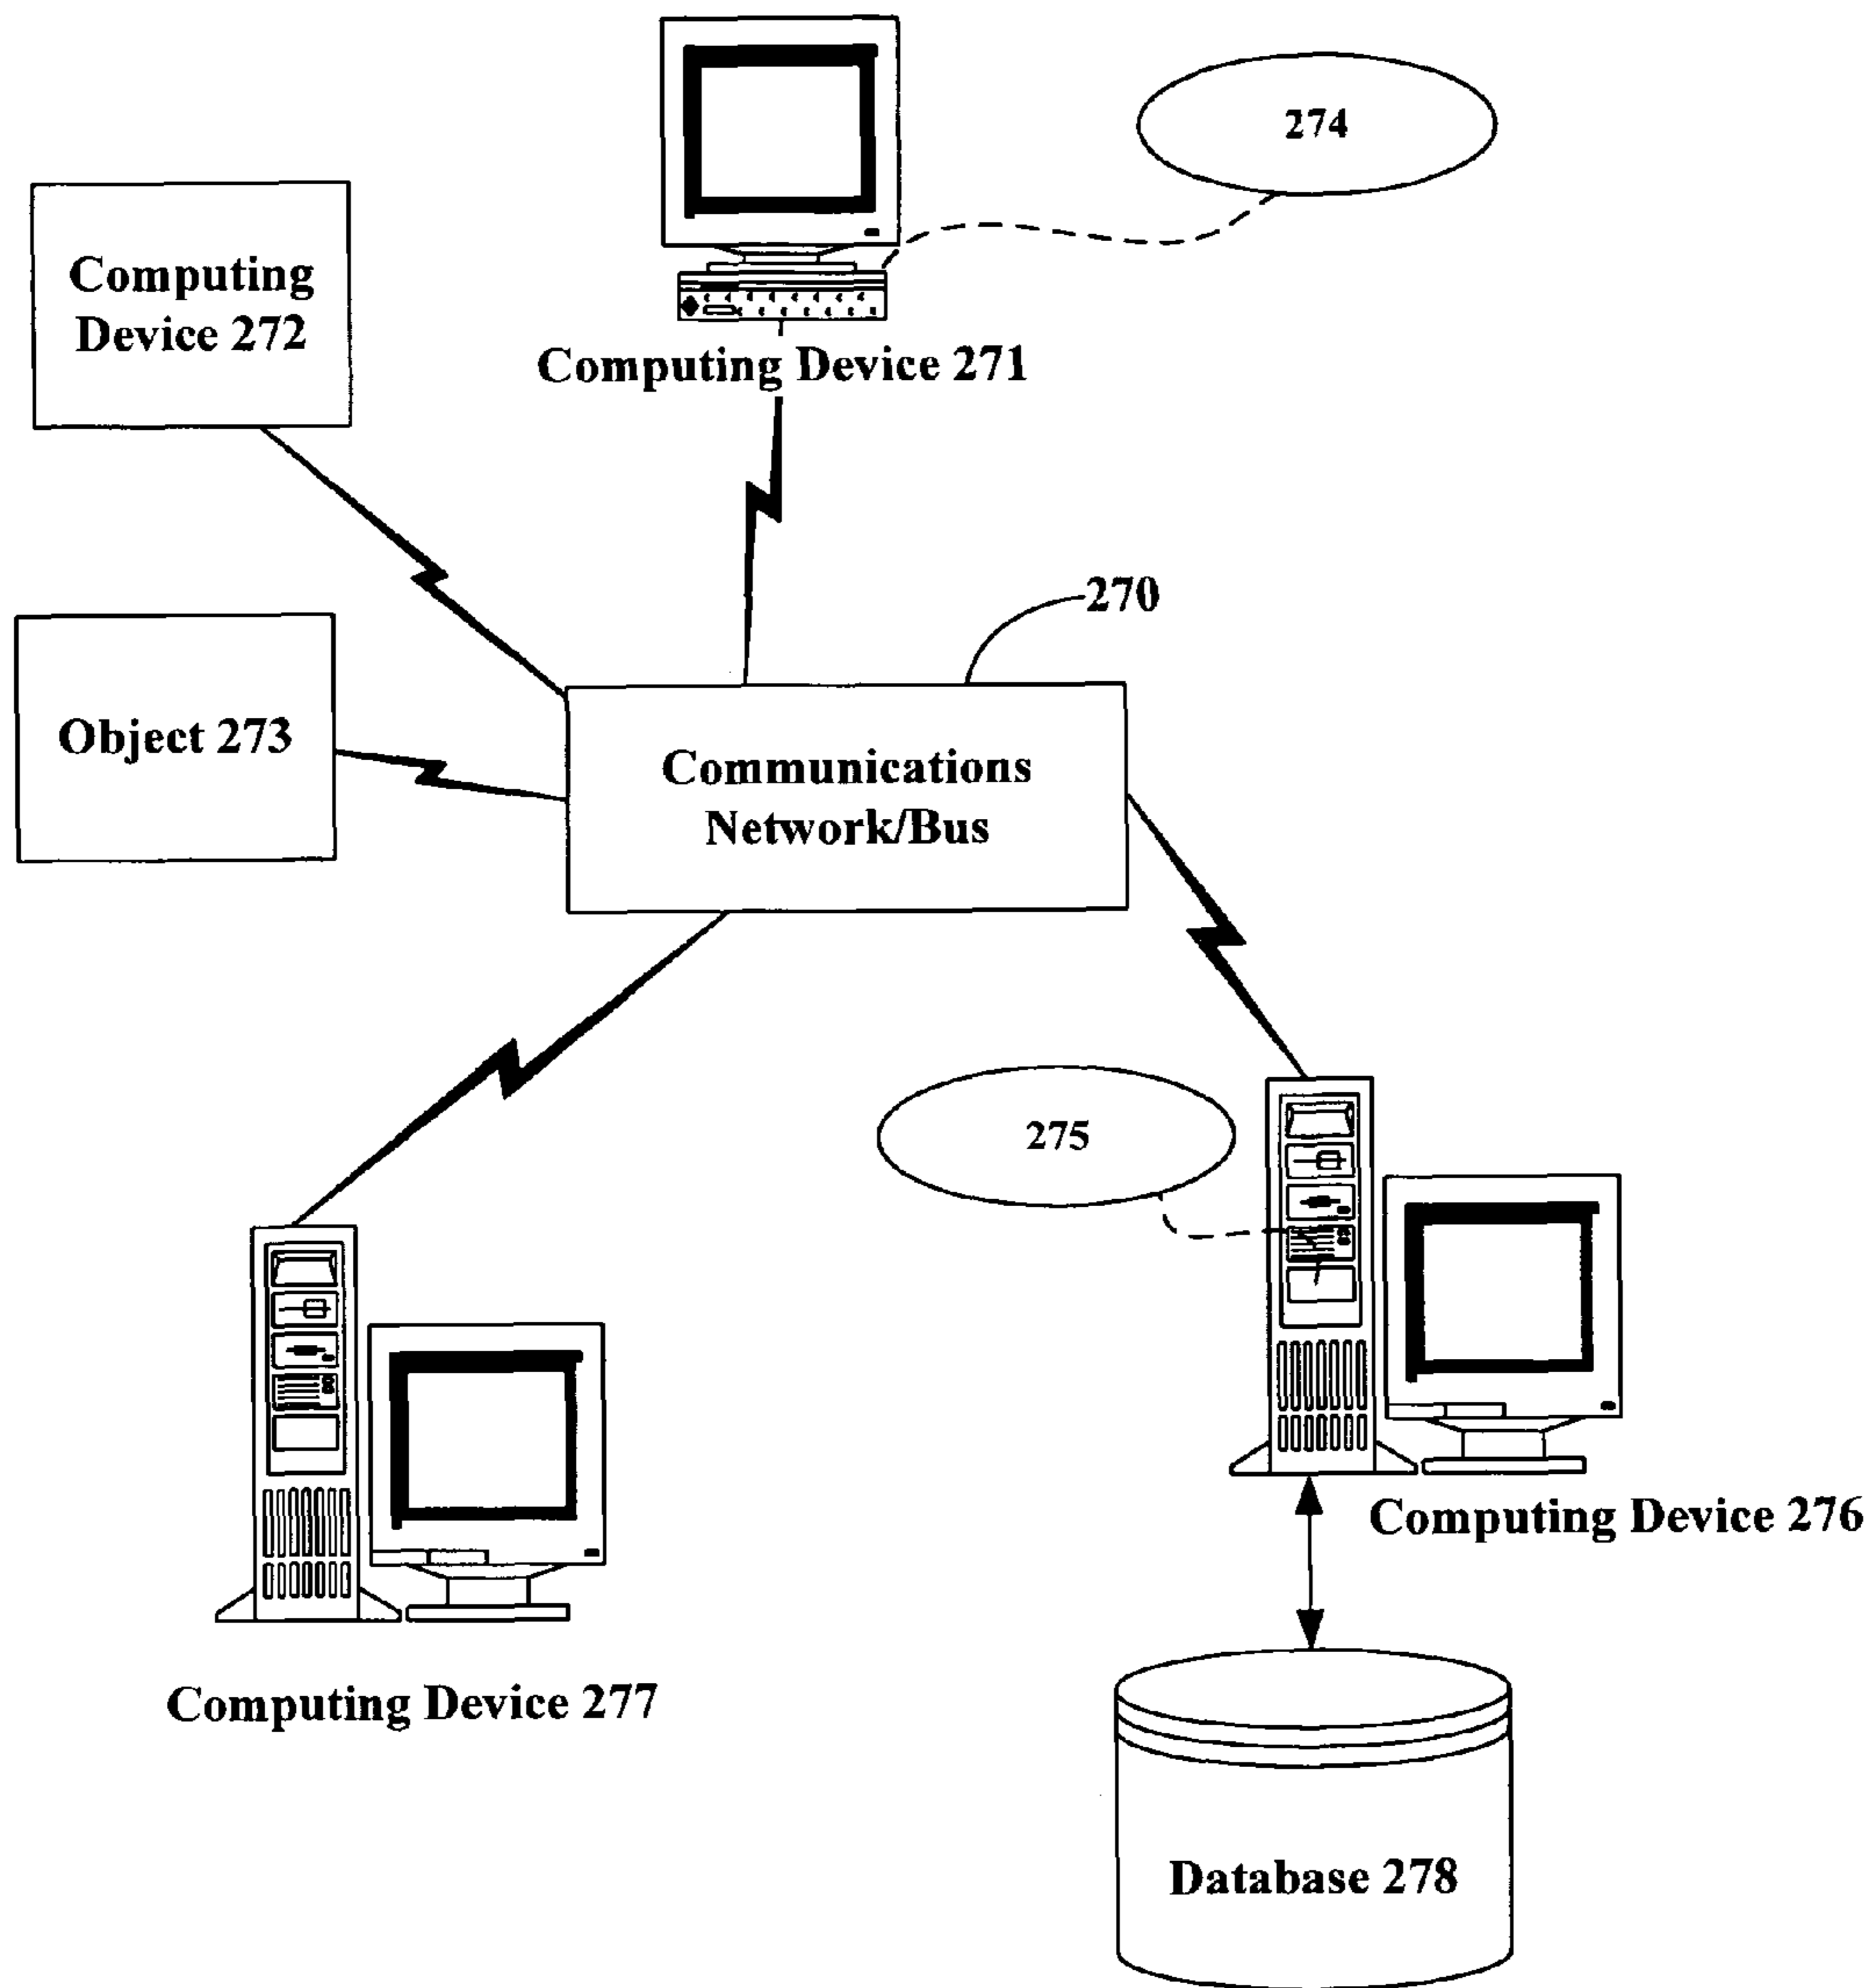 274
Computing
Device 272
Computing Device 271
270
Object 273
Communications
Network/Bus
275
Computing Device 276
Computing Device 277
Database 278